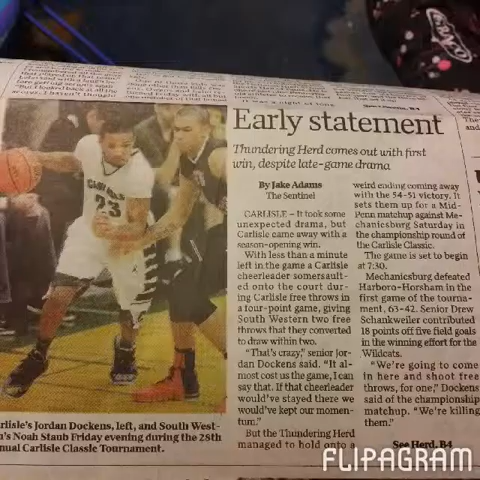 Early statement
Thundering Herd comes out with first
win, despite late-game drama
By Jake Adams
The Sentinel
CARLISLE – It took some
unexpected drama, but
Carlisle came away with a
season-opening win.
With less than a minute
left in the game a Carlisle
cheerleader somersault-
ed onto the court dur-
ing Carlisle free throws in
a four-point game, giving
South Western two free
throws that they converted
to draw within two.
"That's crazy," senior Jor-
dan Dockens said. "It al-
most cost us the game, I can
say that. If that cheerleader
would've stayed there we
would've kept our momen-
tum."
But the Thundering Herd
managed to hold onto a
weird ending coming away
with the 54-51 victory. It
sets them up for a Mid-
Penn matchup against Me-
chanicsburg Saturday in
the championship round of
the Carlisle Classic.
The game is set to begin
at 7:30.
Mechanicsburg defeated
Harboro-Horsham in the
first game of the tourna-
ment, 63-42. Senior Drew
Schankweiler contributed
18 points off five field goals
in the winning effort for the
Wildcats.
"We're going to come
in here and shoot free
throws, for one," Dockens
said of the championship
matchup. "We're killing
them
See Herd, B4
CARLISLE
23
rlisle's Jordan Dockens, left, and South West-
n's Noah Staub Friday evening during the 28th
nual Carlisle Classic Tournament.
FLIPAGRAM